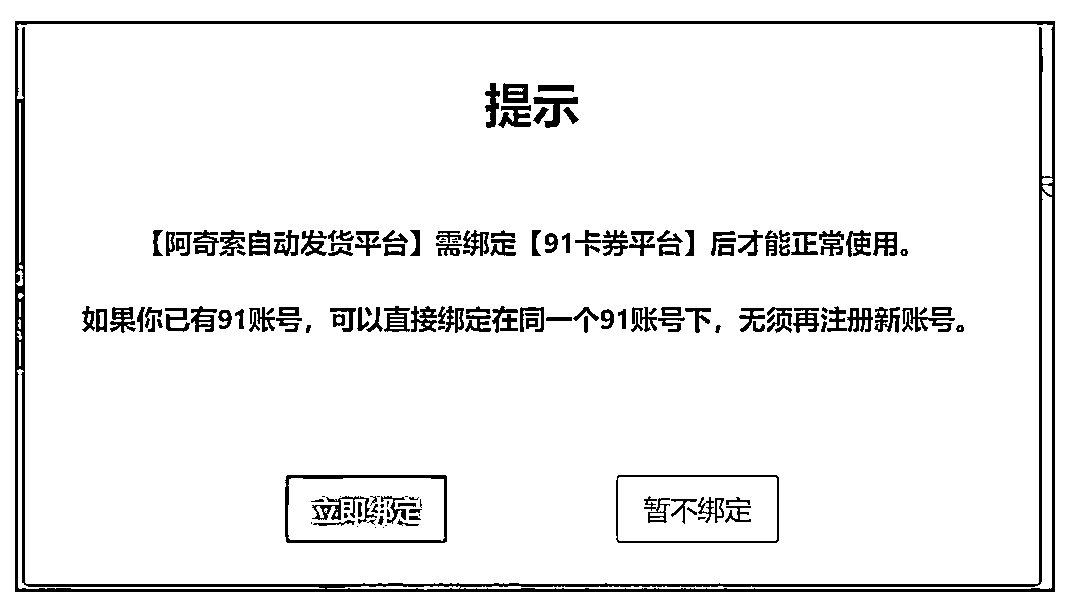 提示
【阿奇索自动发货平台】需绑定【91卡券平台】后才能正常使用。
如果你已有91账号，可以直接绑定在同一个91账号下，无须再注册新账号。
立即绑定
暂不绑定